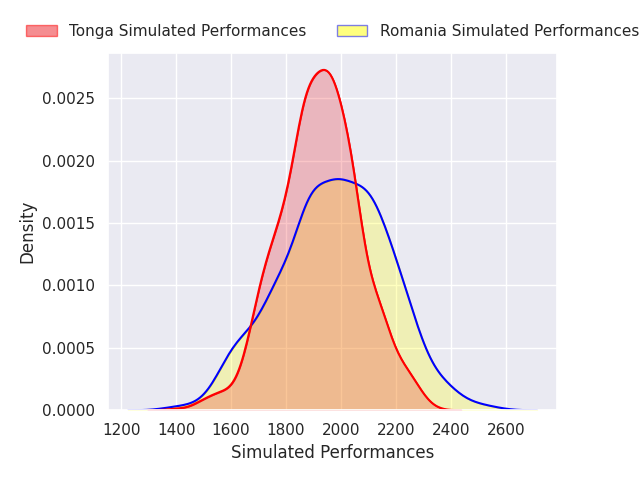 Tonga Simulated Performances
Romania Simulated Performances
0.0025
0.0020
0.0015
0.0010
0.0005
0.0000
Density
1200 1400 1600 1800 2000 2200 2400 2600
Simulated Performances